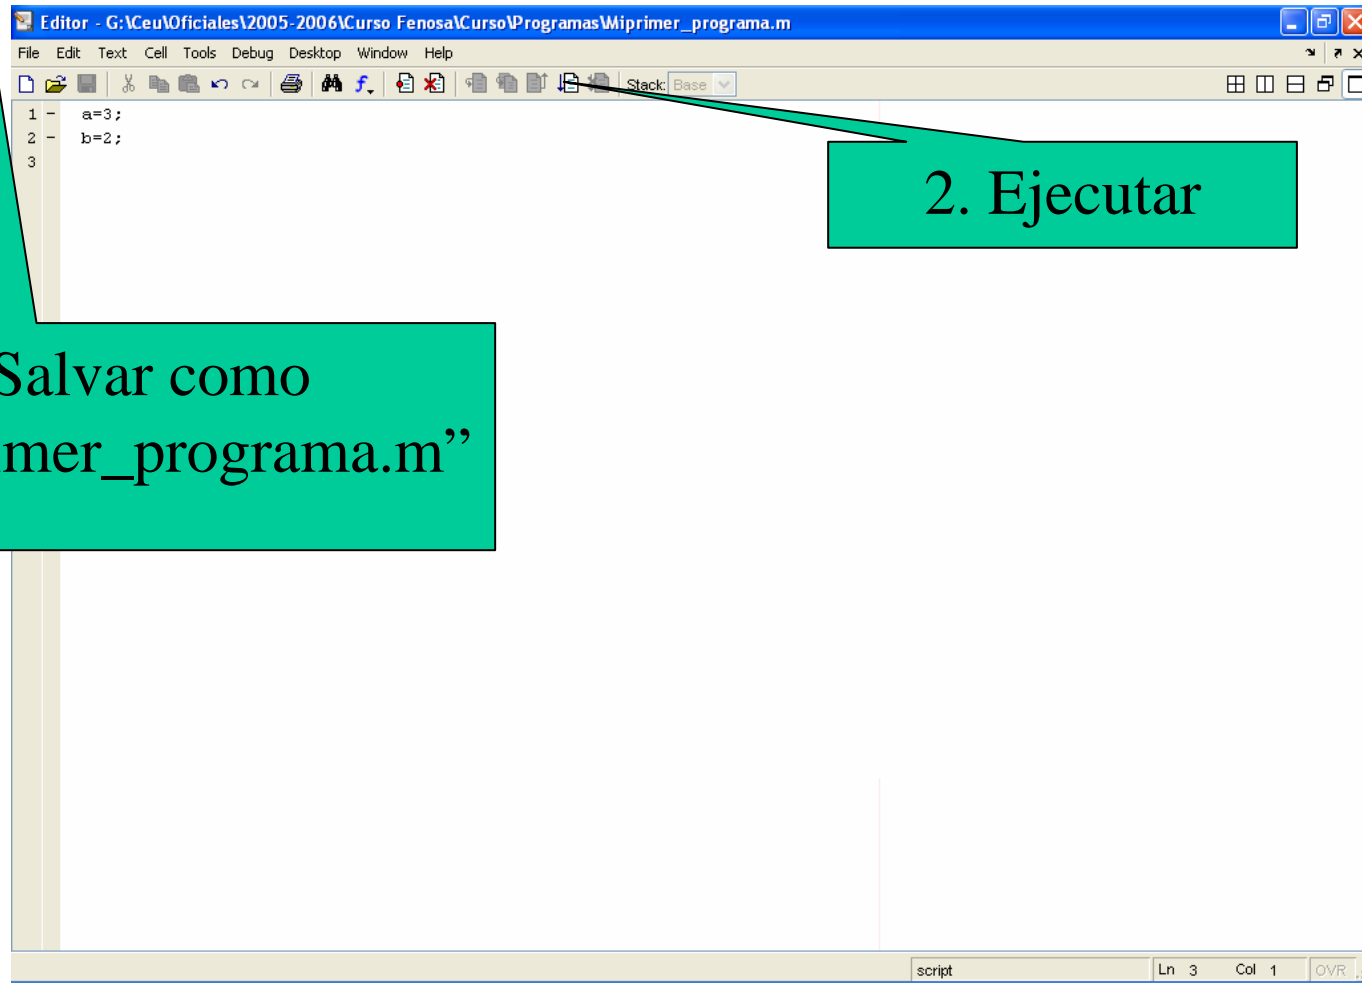 Editor - G:\Ceu\Oficiales\2005-2006\Curso Fenosa\Curso\Programas\Miprimer_programa.m
File Edit Text Cell Tools Debug Desktop Window Help
Stack: Base
1 - a=3;
2 - b=2;
3
2. Ejecutar
Salvar como
mer_programa.m”
script Ln 3 Col 1 OVR